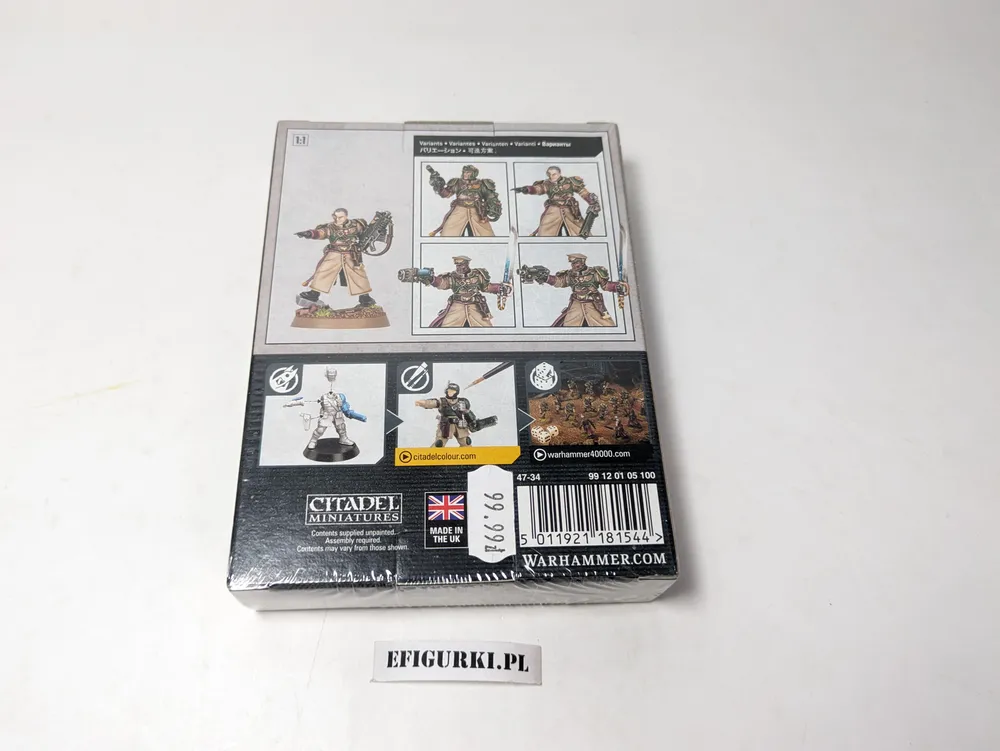 1:1
Variants • Variantes • Varianten • Varianti • Варианты
バリエーション • 可选方案
citadelcolour.com
warhammer40000.com
47-34
99 12 01 05 100
CITADEL
MINIATURES
Contents supplied unpainted.
Assembly required.
Contents may vary from those shown.
MADE IN
THE UK
99.99zł
5 011921 181544 >
WARHAMMER.COM
EFIGURKI.PL